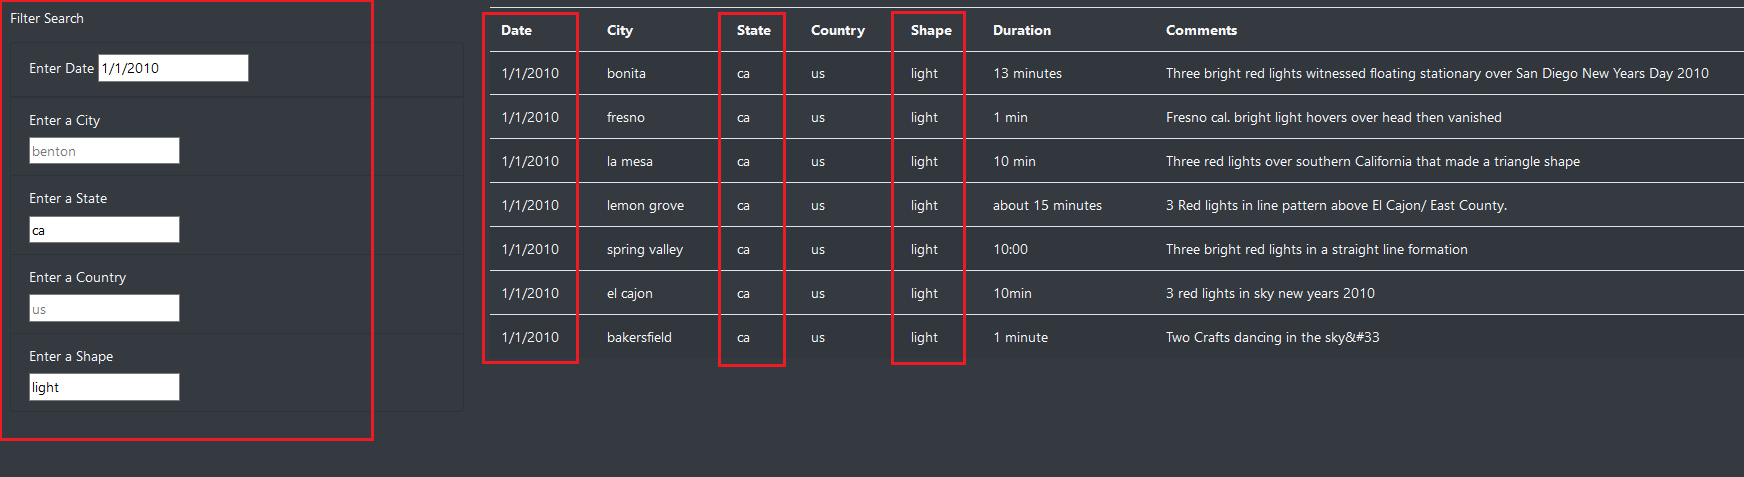 Filter Search
Enter Date 1/1/2010
Enter a City
benton
Enter a State
ca
Enter a Country
us
Enter a Shape
light
Date City State Country Shape Duration Comments
1/1/2010 bonita ca us light 13 minutes Three bright red lights witnessed floating stationary over San Diego New Years Day 2010
1/1/2010 fresno ca us light 1 min Fresno cal. bright light hovers over head then vanished
1/1/2010 la mesa ca us light 10 min Three red lights over southern California that made a triangle shape
1/1/2010 lemon grove ca us light about 15 minutes 3 Red lights in line pattern above El Cajon/ East County.
1/1/2010 spring valley ca us light 10:00 Three bright red lights in a straight line formation
1/1/2010 el cajon ca us light 10min 3 red lights in sky new years 2010
1/1/2010 bakersfield ca us light 1 minute Two Crafts dancing in the sky&#33